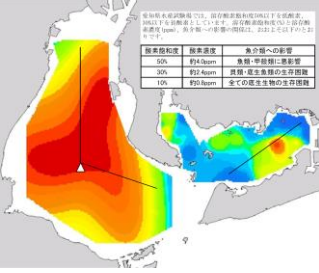 愛知県水産試験場では、溶存酸素飽和度50%以下を貧酸素、
30%以下を貧酸素としています。溶存酸素飽和度(%)と溶存酸
素濃度(ppm)、魚介類への影響の関係は、おおよそ以下のとお
りです。
酸素飽和度 酸素濃度 魚介類への影響
50% 約4.0ppm 魚類・甲殻類に悪影響
30% 約2.4ppm 貝類・底生魚類の生存困難
10% 約0.8ppm 全ての底生生物の生存困難